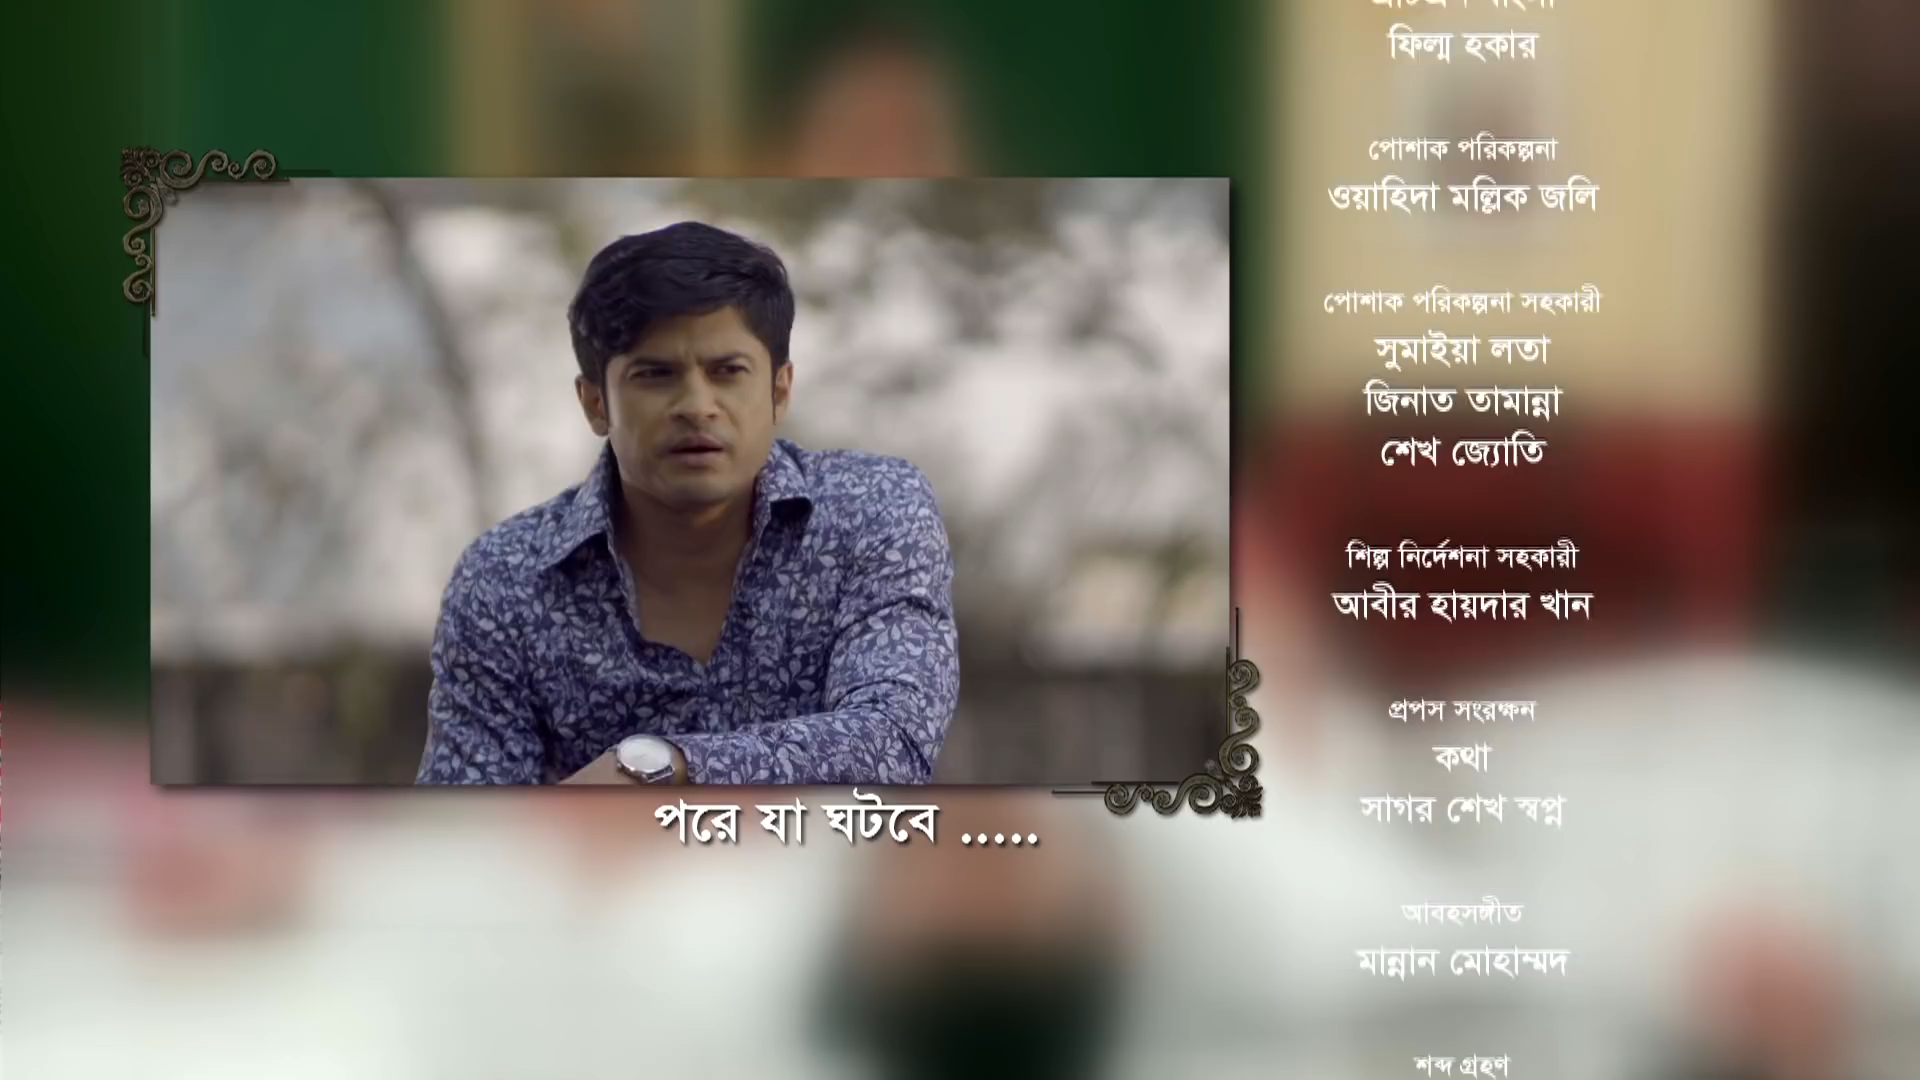 ফিল্ম হকার
পোশাক পরিকল্পনা
ওয়াহিদা মল্লিক জলি
পোশাক পরিকল্পনা সহকারী
সুমাইয়া লতা
জিনাত তামান্না
শেখ জ্যোতি
শিল্প নির্দেশনা সহকারী
আবীর হায়দার খান
প্রপস সংরক্ষন
কথা
সাগর শেখ স্বপ্ন
আবহসঙ্গীত
মান্নান মোহাম্মদ
শব্দ গ্রহণ
পরে যা ঘটবে .....